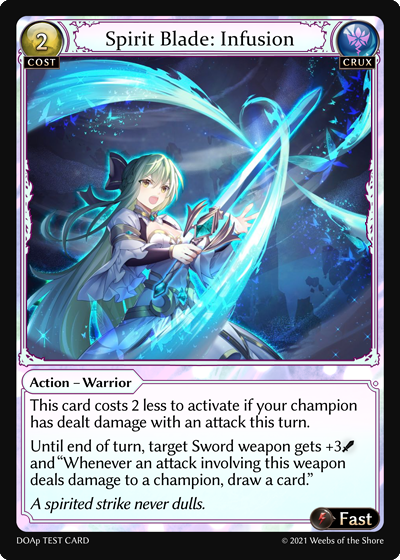 2
COST
Spirit Blade: Infusion
CRUX
Action – Warrior
This card costs 2 less to activate if your champion
has dealt damage with an attack this turn.
Until end of turn, target Sword weapon gets +3
and “Whenever an attack involving this weapon
deals damage to a champion, draw a card.”
A spirited strike never dulls.
Fast
DOAp TEST CARD
© 2021 Weebs of the Shore